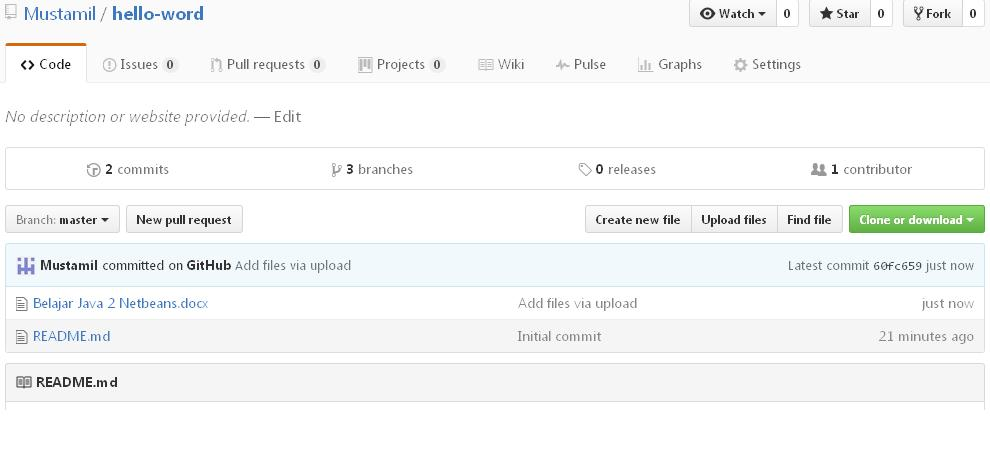 Mustamil / hello-word Watch 0 Star 0 Fork 0
Code Issues 0 Pull requests 0 Projects 0 Wiki Pulse Graphs Settings
No description or website provided. — Edit
2 commits 3 branches 0 releases 1 contributor
Branch: master New pull request Create new file Upload files Find file Clone or download
Mustamil committed on GitHub Add files via upload Latest commit 60fc659 just now
Belajar Java 2 Netbeans.docx Add files via upload just now
README.md Initial commit 21 minutes ago
README.md